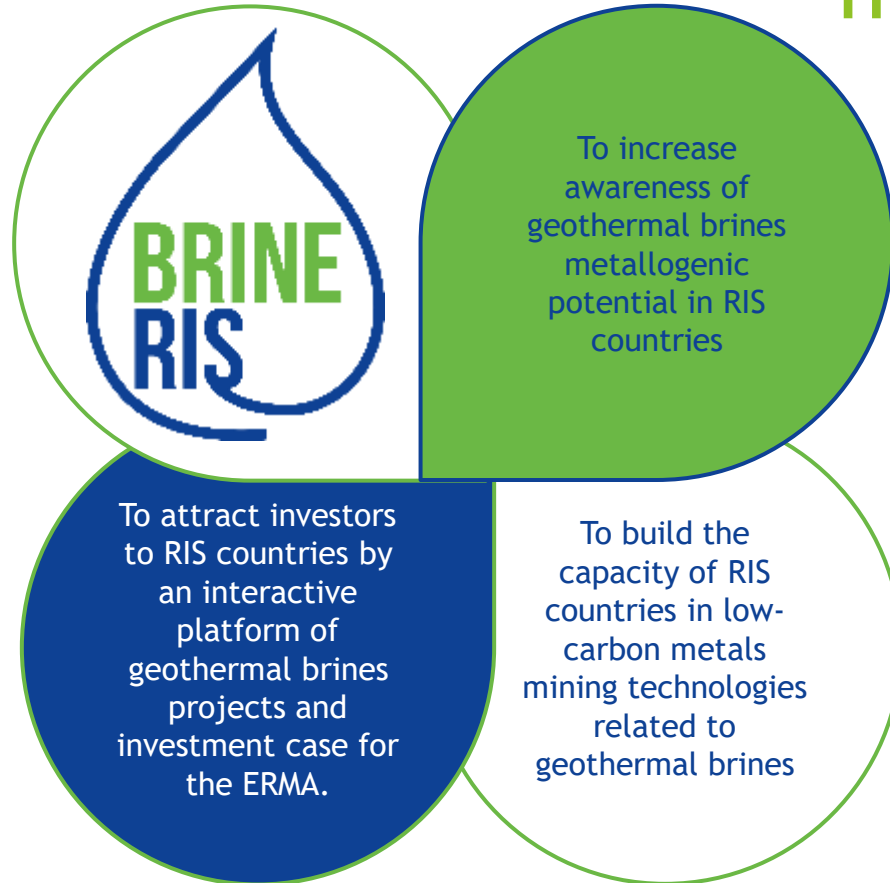 BRINE
RIS
To increase
awareness of
geothermal brines
metallogenic
potential in RIS
countries
To attract investors
to RIS countries by
an interactive
platform of
geothermal brines
projects and
investment case for
the ERMA.
To build the
capacity of RIS
countries in low-
carbon metals
mining technologies
related to
geothermal brines